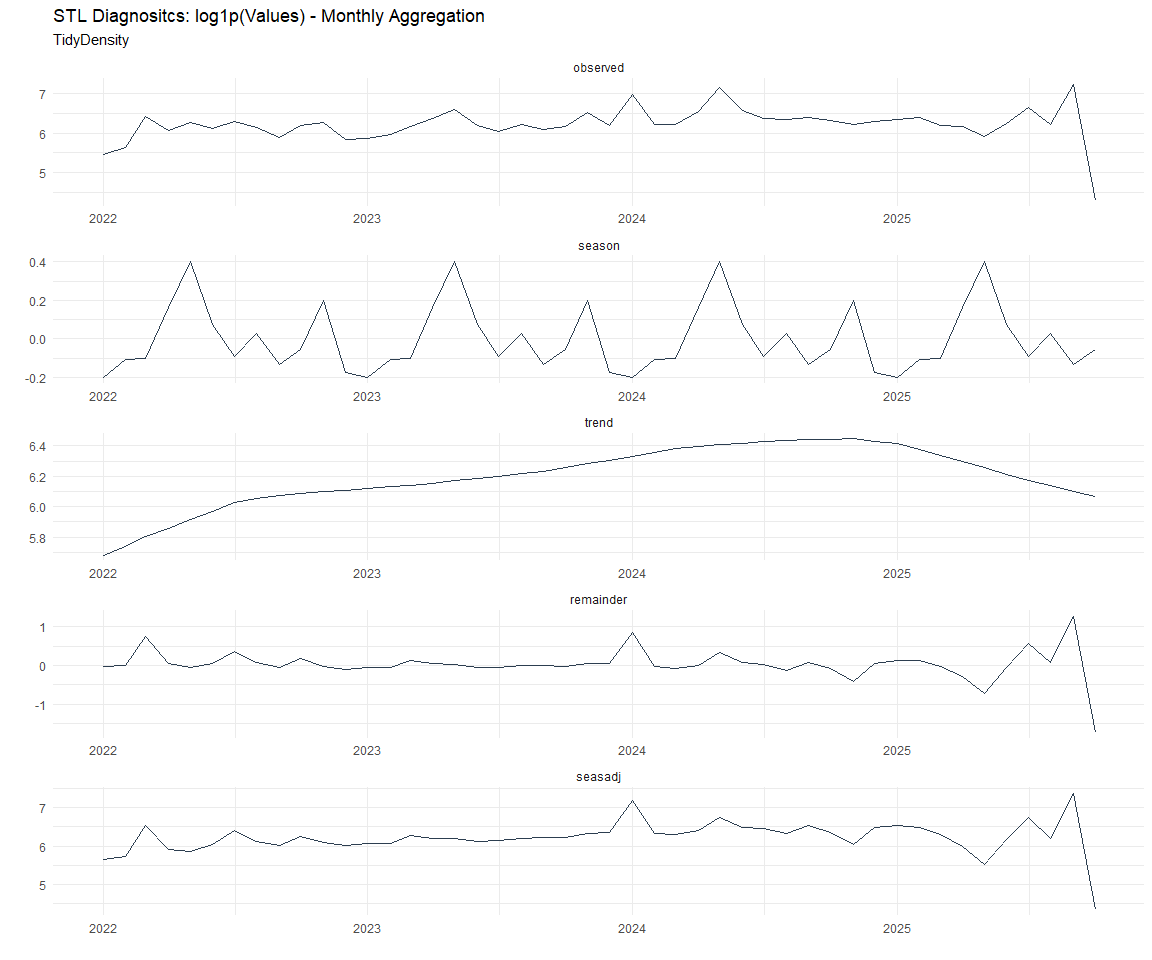 STL Diagnositcs: log1p(Values) - Monthly Aggregation
TidyDensity
observed
7
6
5
2022 2023 2024 2025
season
0.4
0.2
0.0
-0.2
2022 2023 2024 2025
trend
6.4
6.2
6.0
5.8
2022 2023 2024 2025
remainder
1
0
-1
2022 2023 2024 2025
seasadj
7
6
5
2022 2023 2024 2025